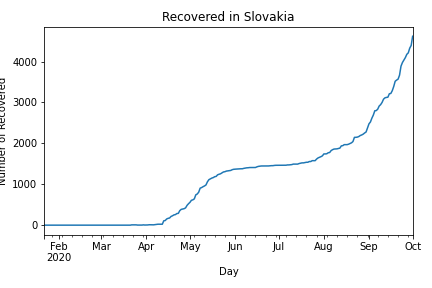 Recovered in Slovakia
Number of Recovered
4000
3000
2000
1000
0
Feb Mar Apr May Jun Jul Aug Sep Oct
2020
Day